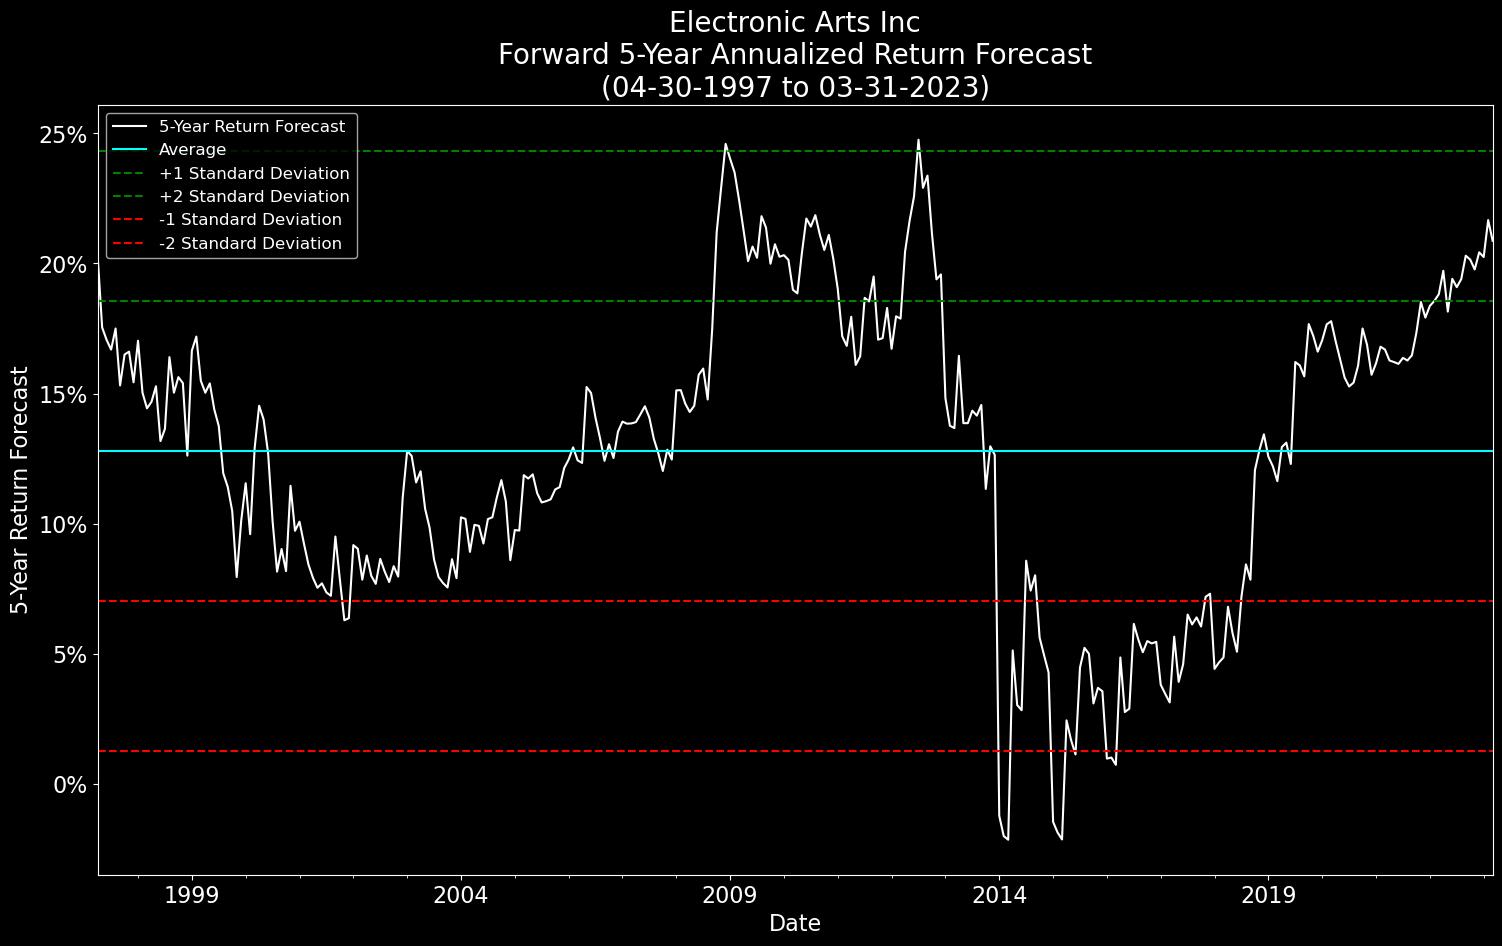 Electronic Arts Inc
Forward 5-Year Annualized Return Forecast
(04-30-1997 to 03-31-2023)
5-Year Return Forecast
Average
+1 Standard Deviation
+2 Standard Deviation
-1 Standard Deviation
-2 Standard Deviation
25%
20%
15%
10%
5%
0%
5-Year Return Forecast
1999 2004 2009 2014 2019
Date